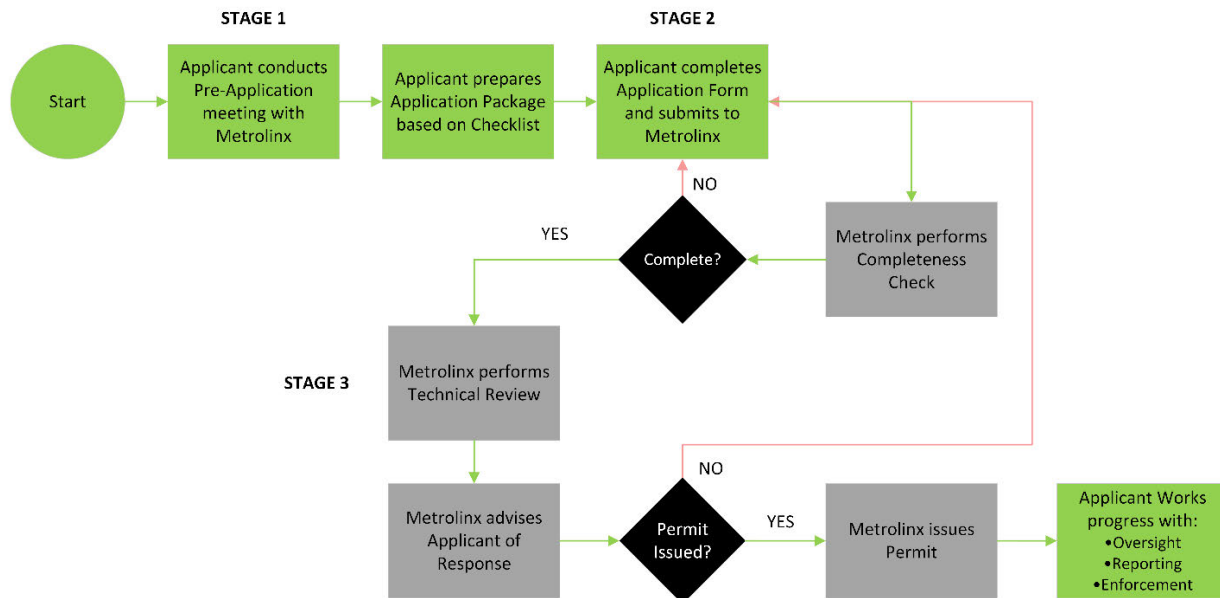 STAGE 1
STAGE 2
Start
Applicant conducts
Pre-Application
meeting with
Metrolinx
Applicant prepares
Application Package
based on Checklist
Applicant completes
Application Form
and submits to
Metrolinx
NO
YES
Complete?
Metrolinx performs
Completeness
Check
STAGE 3
Metrolinx performs
Technical Review
NO
Metrolinx advises
Applicant of
Response
Permit
Issued?
YES
Metrolinx issues
Permit
Applicant Works
progress with:
•Oversight
•Reporting
•Enforcement